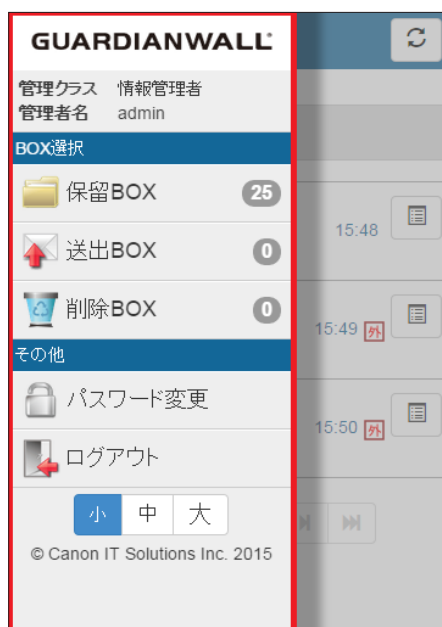 GUARDIANWALL
管理クラス 情報管理者
管理者名 admin
BOX選択
保留BOX 25
送出BOX 0
削除BOX 0
その他
パスワード変更
ログアウト
小 中 大
© Canon IT Solutions Inc. 2015
15:48
15:49 外
15:50 外